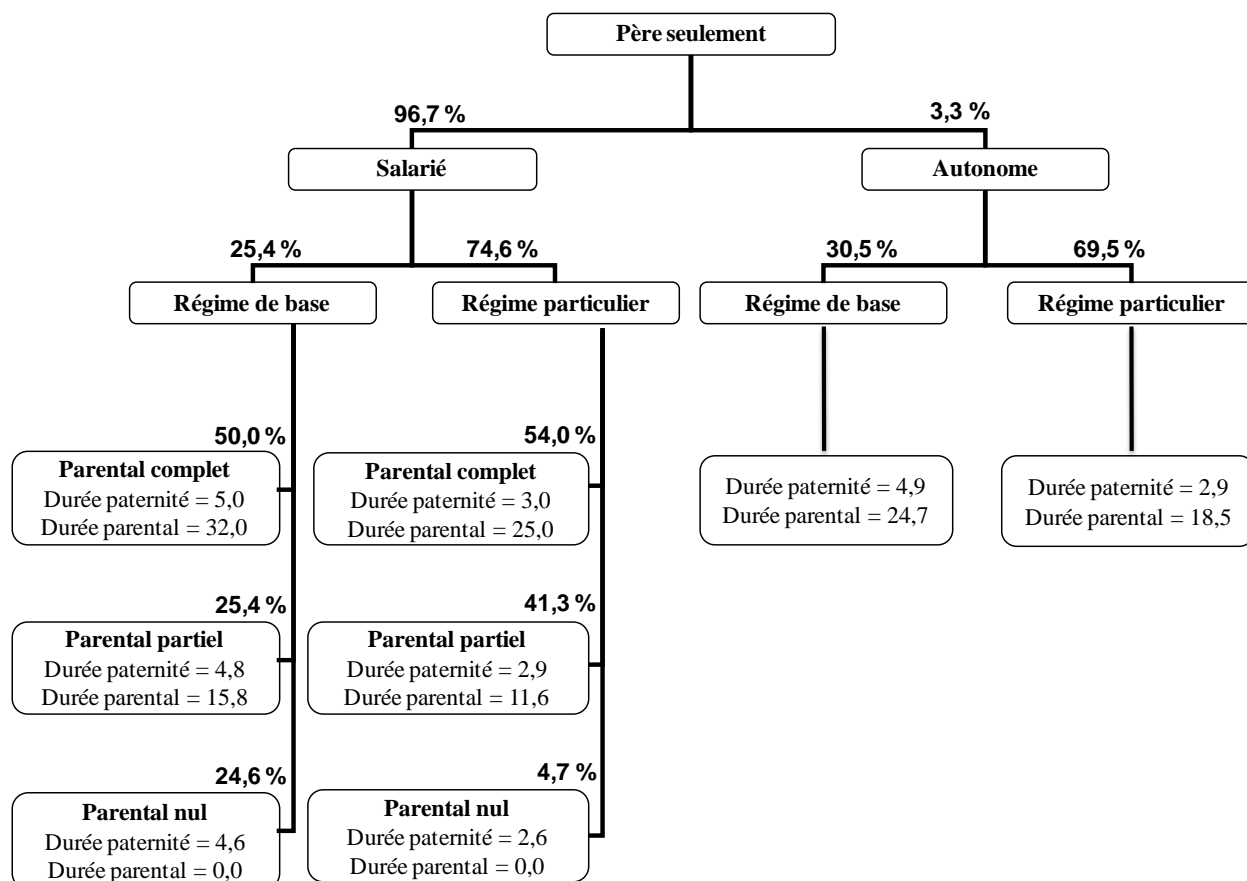 Père seulement
96,7 %
3,3 %
Salarié
Autonome
25,4 %
74,6 %
30,5 %
69,5 %
Régime de base
Régime particulier
Régime de base
Régime particulier
50,0 %
Parental complet
Durée paternité = 5,0
Durée parental = 32,0
54,0 %
Parental complet
Durée paternité = 3,0
Durée parental = 25,0
Durée paternité = 4,9
Durée parental = 24,7
Durée paternité = 2,9
Durée parental = 18,5
25,4 %
Parental partiel
Durée paternité = 4,8
Durée parental = 15,8
41,3 %
Parental partiel
Durée paternité = 2,9
Durée parental = 11,6
24,6 %
Parental nul
Durée paternité = 4,6
Durée parental = 0,0
4,7 %
Parental nul
Durée paternité = 2,6
Durée parental = 0,0